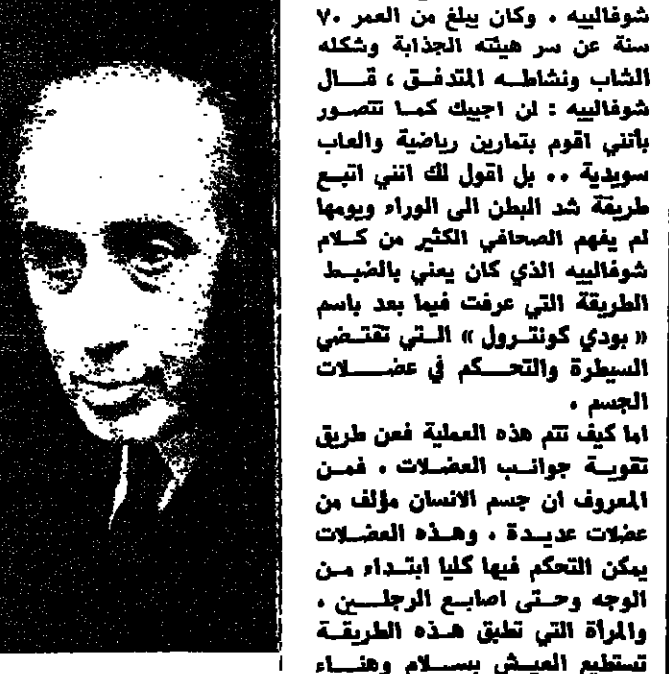 شوفالييه . وكان يبلغ من العمر ٧٠
سنة عن سر هيئته الجذابة وشكله
الشاب ونشاطه المتدفق ، قال
شوفالييه : لن اجيبك كما تتصور
بأنني اقوم بتمارين رياضية والعاب
سويدية .. بل اقول لك انني اتبع
طريقة شد البطن الى الوراء ويومها
لم يفهم الصحافي الكثير من كلام
شوفالييه الذي كان يعني بالضبط
الطريقة التي عرفت فيما بعد باسم
« بودي كونترول » التي تقتضي
السيطرة والتحكم في عضلات
الجسم .
اما كيف تتم هذه العملية فعن طريق
تقوية جوانب العضلات . فمن
المعروف ان جسم الانسان مؤلف من
عضلات عديدة . وهذه العضلات
يمكن التحكم فيها كليا ابتداء من
الوجه وحتى اصابع الرجلين .
والمرأة التي تطبق هذه الطريقة
تستطيع العيش بسلام وهناء